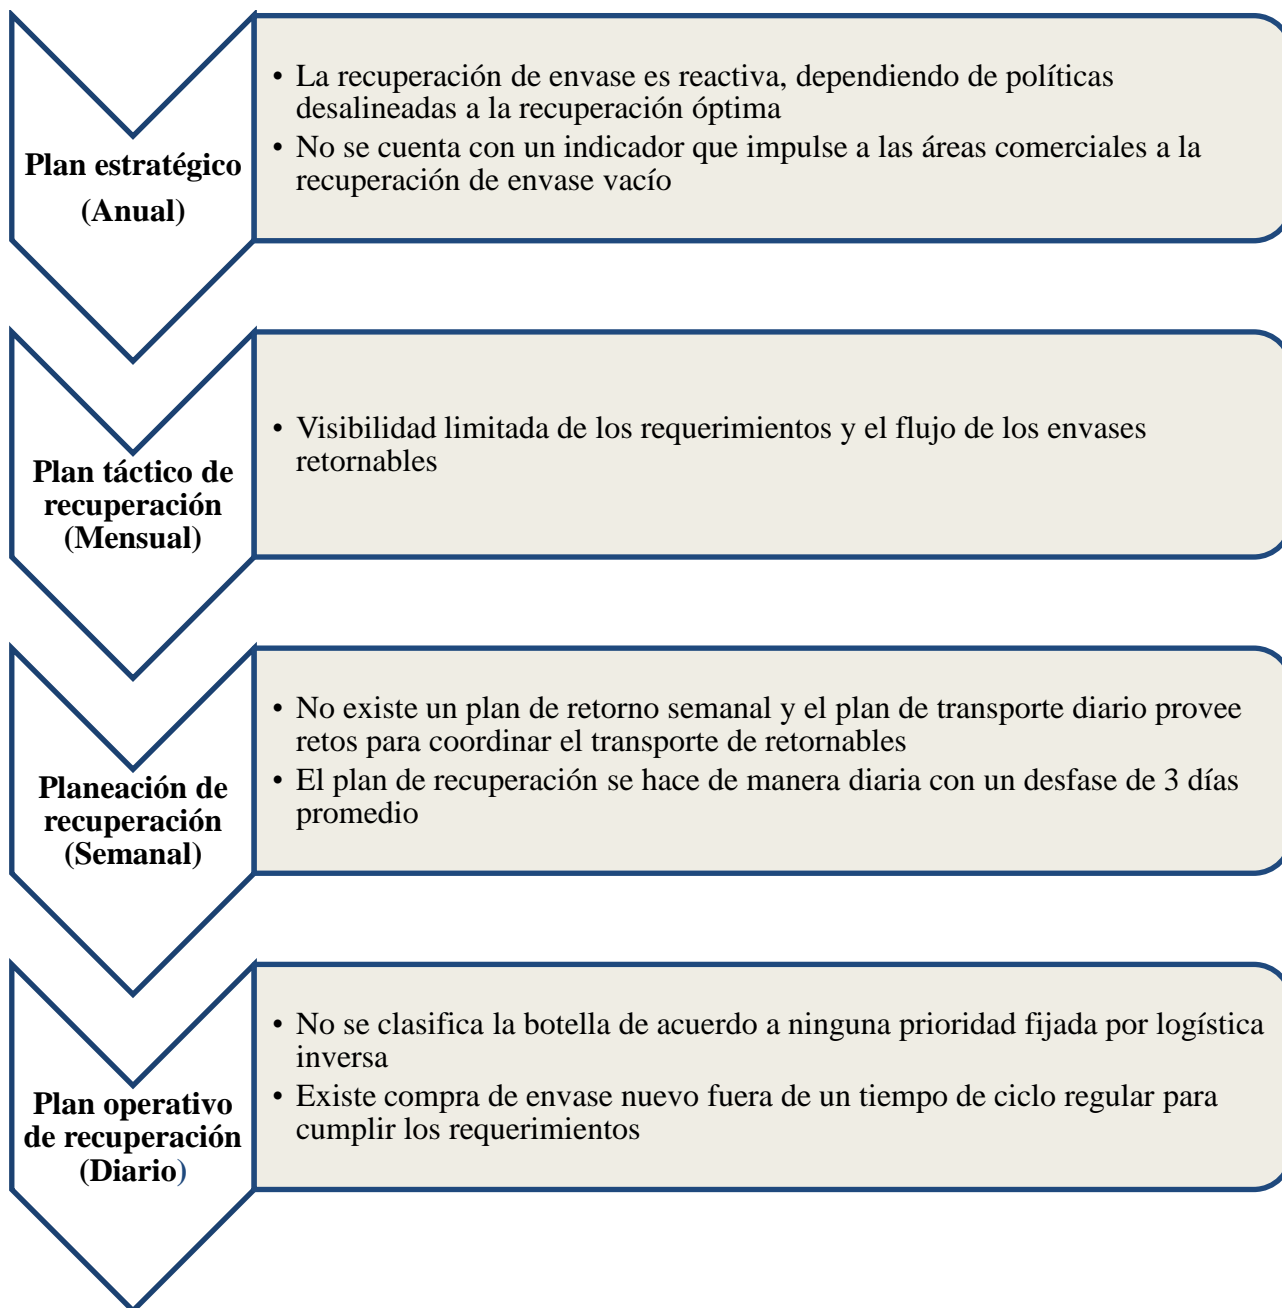 Plan estratégico
(Anual)
• La recuperación de envase es reactiva, dependiendo de políticas
desalineadas a la recuperación óptima
• No se cuenta con un indicador que impulse a las áreas comerciales a la
recuperación de envase vacío
Plan táctico de
recuperación
(Mensual)
• Visibilidad limitada de los requerimientos y el flujo de los envases
retornables
Planeación de
recuperación
(Semanal)
• No existe un plan de retorno semanal y el plan de transporte diario provee
retos para coordinar el transporte de retornables
• El plan de recuperación se hace de manera diaria con un desfase de 3 días
promedio
Plan operativo
de recuperación
(Diario)
• No se clasifica la botella de acuerdo a ninguna prioridad fijada por logística
inversa
• Existe compra de envase nuevo fuera de un tiempo de ciclo regular para
cumplir los requerimientos